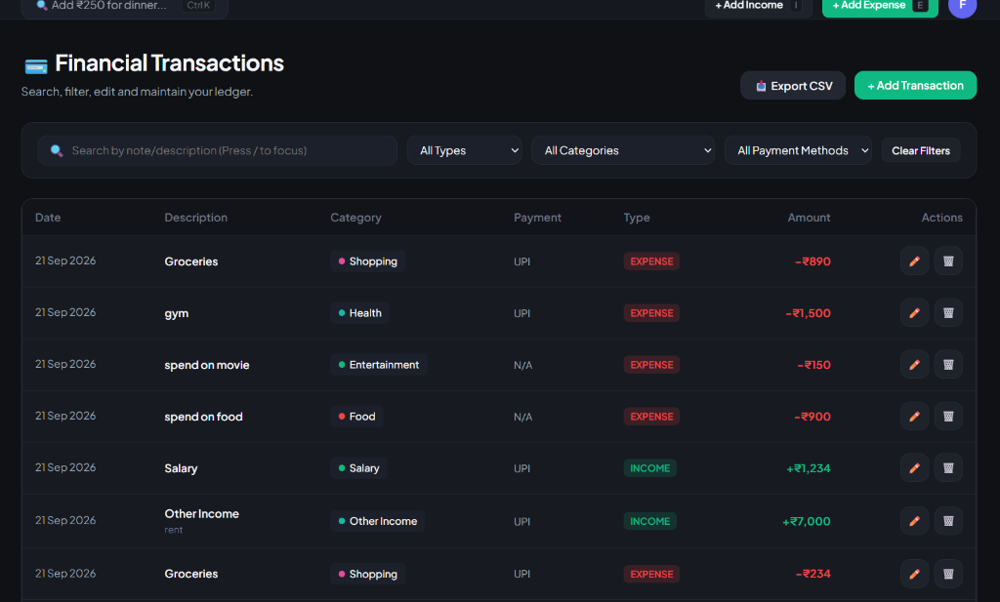 Add ₹250 for dinner... Ctrl K + Add Income I + Add Expense E F
Financial Transactions
Search, filter, edit and maintain your ledger.
Export CSV + Add Transaction
Search by note/description (Press / to focus) All Types All Categories All Payment Methods Clear Filters
Date Description Category Payment Type Amount Actions
21 Sep 2026 Groceries Shopping UPI EXPENSE -₹890
21 Sep 2026 gym Health UPI EXPENSE -₹1,500
21 Sep 2026 spend on movie Entertainment N/A EXPENSE -₹150
21 Sep 2026 spend on food Food N/A EXPENSE -₹900
21 Sep 2026 Salary Salary UPI INCOME +₹1,234
21 Sep 2026 Other Income Other Income UPI INCOME +₹7,000
rent
21 Sep 2026 Groceries Shopping UPI EXPENSE -₹234